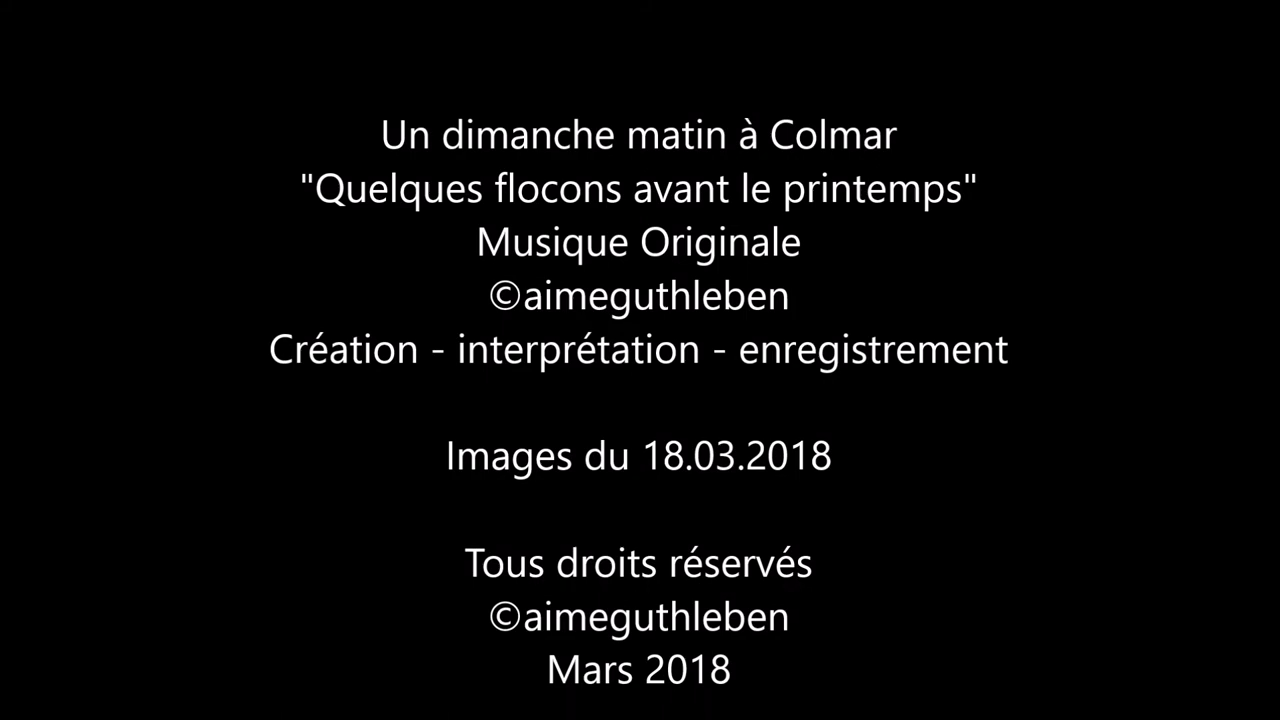 Un dimanche matin à Colmar
"Quelques flocons avant le printemps"
Musique Originale
©aimeguthleben
Création - interprétation - enregistrement
Images du 18.03.2018
Tous droits réservés
©aimeguthleben
Mars 2018